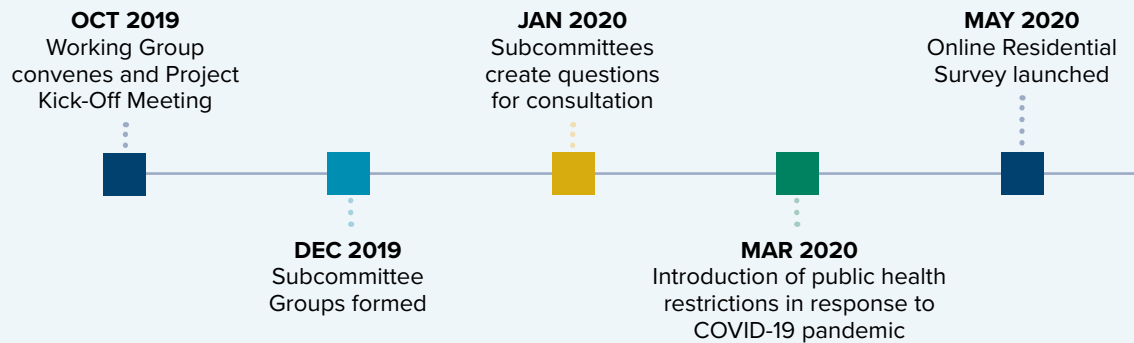 OCT 2019
Working Group
convenes and Project
Kick-Off Meeting
DEC 2019
Subcommittee
Groups formed
JAN 2020
Subcommittees
create questions
for consultation
MAR 2020
Introduction of public health
restrictions in response to
COVID-19 pandemic
MAY 2020
Online Residential
Survey launched